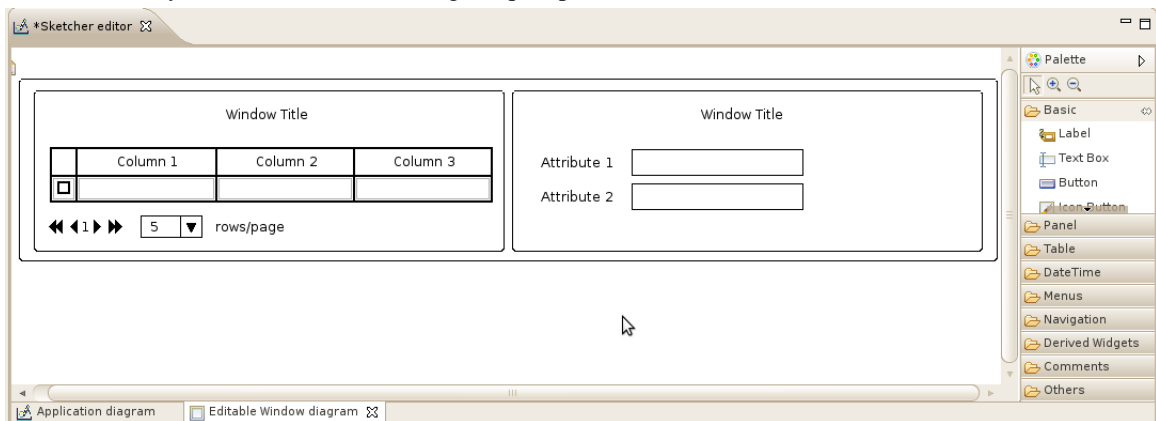 *Sketcher editor
Palette
Basic
Label
Text Box
Button
Icon Button
Panel
Table
DateTime
Menus
Navigation
Derived Widgets
Comments
Others
Window Title
Column 1 Column 2 Column 3
1 5 rows/page
Window Title
Attribute 1
Attribute 2
Application diagram Editable Window diagram